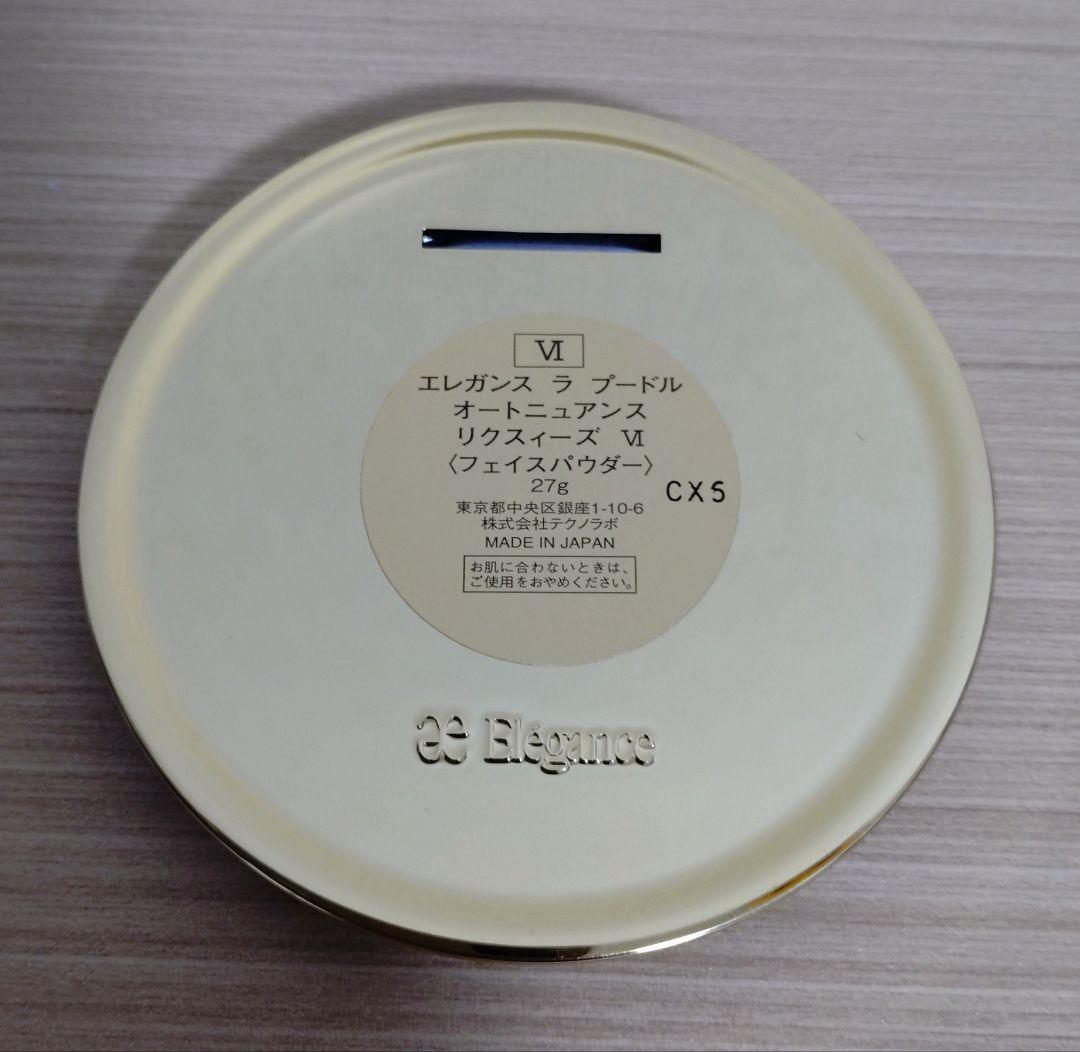 Ⅵ
エレガンス ラ プードル
オートニュアンス
リクスィーズ Ⅵ
〈フェイスパウダー〉
27g
CX5
東京都中央区銀座1-10-6
株式会社テクノラボ
MADE IN JAPAN
お肌に合わないときは、
ご使用をおやめください。
æ Elégance